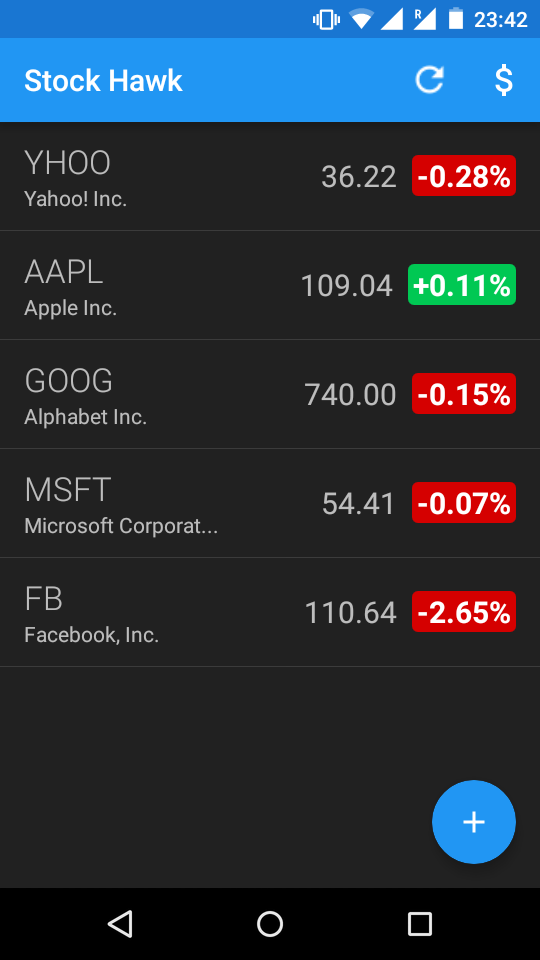 R 23:42
Stock Hawk $
YHOO 36.22 -0.28%
Yahoo! Inc.
AAPL 109.04 +0.11%
Apple Inc.
GOOG 740.00 -0.15%
Alphabet Inc.
MSFT 54.41 -0.07%
Microsoft Corporat...
FB 110.64 -2.65%
Facebook, Inc.
+